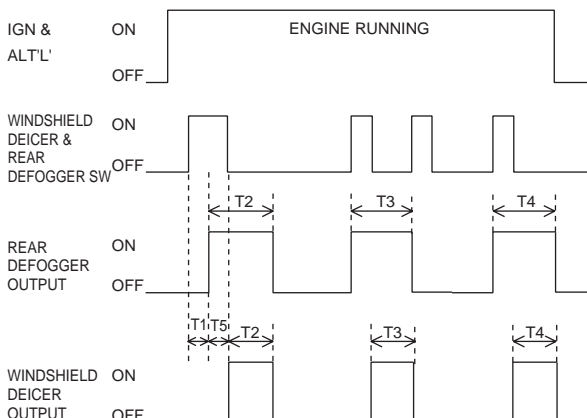 IGN & ON ENGINE RUNNING
ALT'L'
OFF
WINDSHIELD ON
DEICER &
REAR OFF
DEFOGGER SW
T2 T3 T4
REAR ON
DEFOGGER
OUTPUT OFF
T1 T5 T2 T3 T4
WINDSHIELD ON
DEICER
OUTPUT OFF